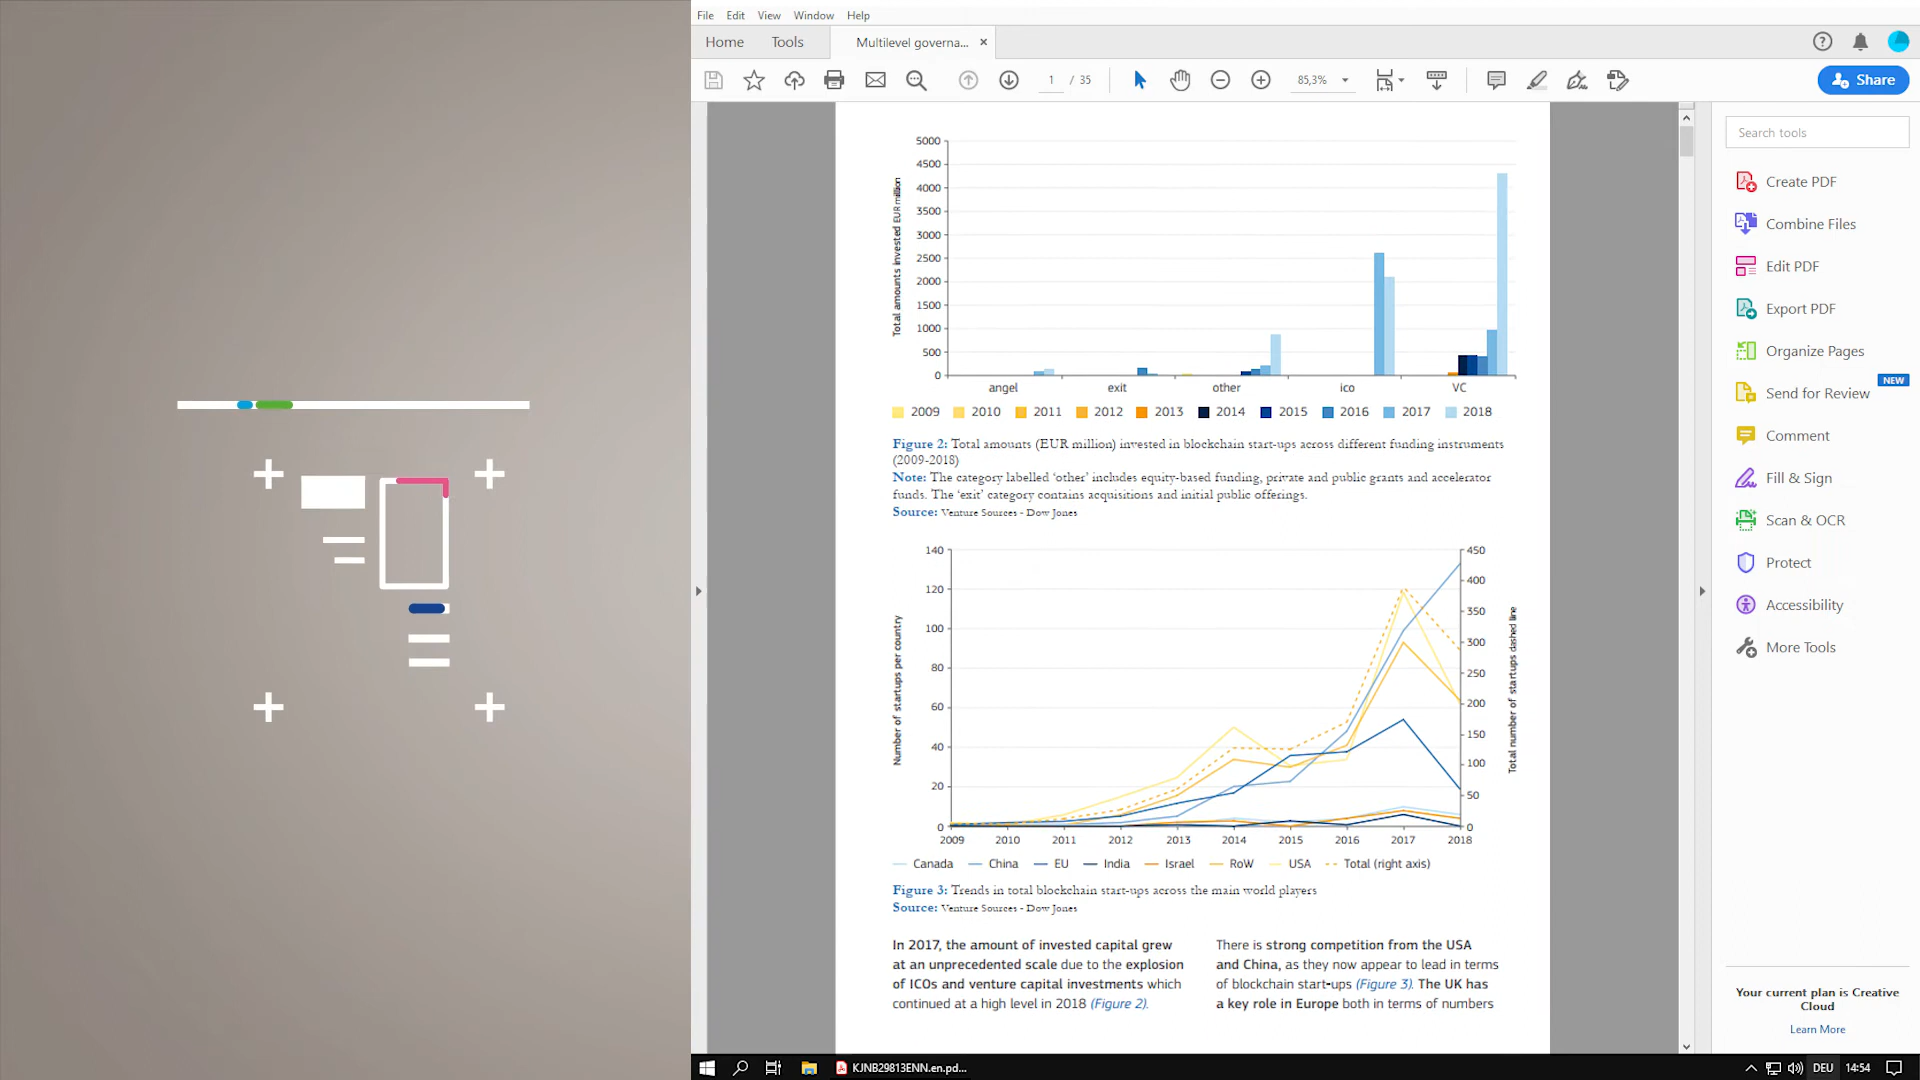 File Edit View Window Help
Home Tools Multilevel governa... ×
1 / 35 85,3% Share
Search tools
Create PDF
Combine Files
Edit PDF
Export PDF
Organize Pages
Send for Review NEW
Comment
Fill & Sign
Scan & OCR
Protect
Accessibility
More Tools
Your current plan is Creative
Cloud
Learn More
Total amounts invested EUR million
5000
4500
4000
3500
3000
2500
2000
1500
1000
500
0
angel exit other ico VC
2009 2010 2011 2012 2013 2014 2015 2016 2017 2018
Figure 2: Total amounts (EUR million) invested in blockchain start-ups across different funding instruments
(2009-2018)
Note: The category labelled ‘other’ includes equity-based funding, private and public grants and accelerator
funds. The ‘exit’ category contains acquisitions and initial public offerings.
Source: Venture Sources - Dow Jones
Number of startups per country
140
120
100
80
60
40
20
0
450
400
350
300
250
200
150
100
50
0
Total number of startups dashed line
2009 2010 2011 2012 2013 2014 2015 2016 2017 2018
Canada China EU India Israel RoW USA Total (right axis)
Figure 3: Trends in total blockchain start-ups across the main world players
Source: Venture Sources - Dow Jones
In 2017, the amount of invested capital grew
at an unprecedented scale due to the explosion
of ICOs and venture capital investments which
continued at a high level in 2018 (Figure 2).
There is strong competition from the USA
and China, as they now appear to lead in terms
of blockchain start-ups (Figure 3). The UK has
a key role in Europe both in terms of numbers
KJNB29813ENN.en.pd... DEU 14:54